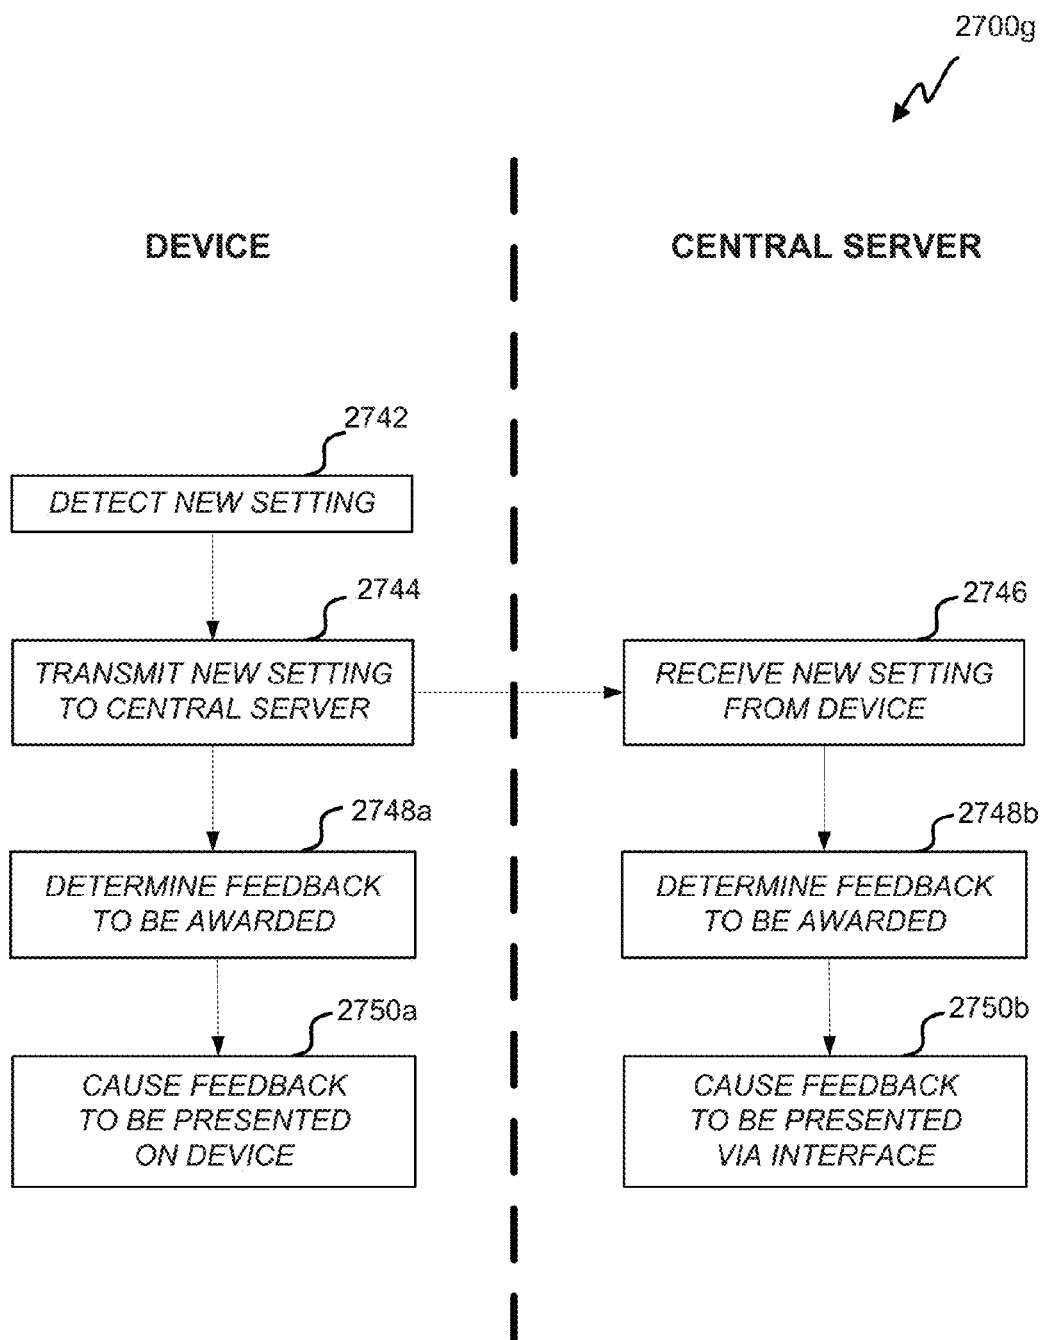 2700g
DEVICE
CENTRAL SERVER
2742
DETECT NEW SETTING
2744
TRANSMIT NEW SETTING
TO CENTRAL SERVER
2746
RECEIVE NEW SETTING
FROM DEVICE
2748a
DETERMINE FEEDBACK
TO BE AWARDED
2748b
DETERMINE FEEDBACK
TO BE AWARDED
2750a
CAUSE FEEDBACK
TO BE PRESENTED
ON DEVICE
2750b
CAUSE FEEDBACK
TO BE PRESENTED
VIA INTERFACE